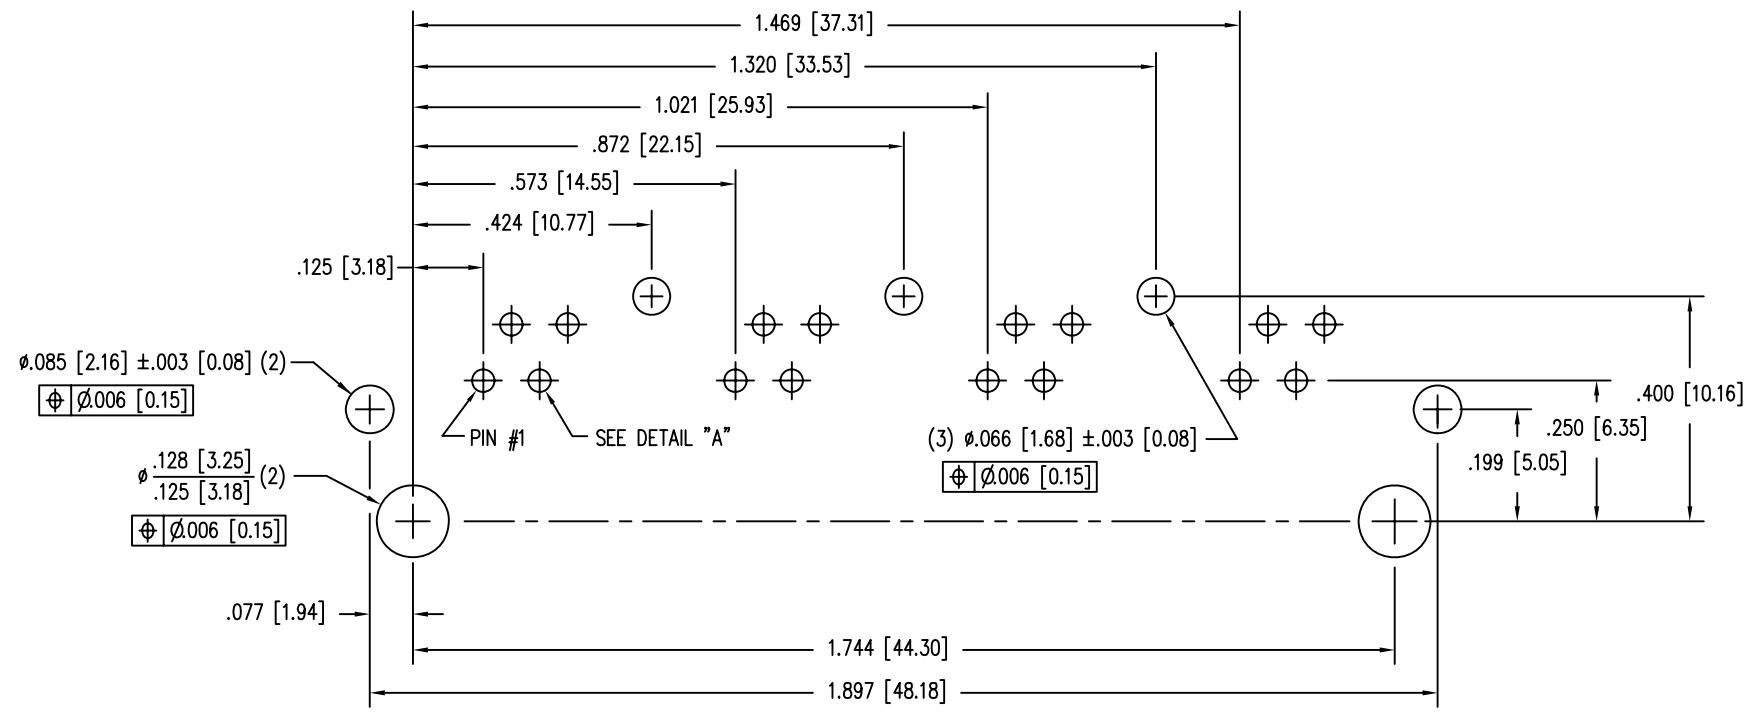 1.469 [37.31]
1.320 [33.53]
1.021 [25.93]
.872 [22.15]
.573 [14.55]
.424 [10.77]
.125 [3.18]
⌀.085 [2.16] ±.003 [0.08] (2)
⌖ ⌀.006 [0.15]
.400 [10.16]
.250 [6.35]
PIN #1
SEE DETAIL "A"
(3) ⌀.066 [1.68] ±.003 [0.08]
⌖ ⌀.006 [0.15]
.199 [5.05]
⌀ .128 [3.25] (2)
.125 [3.18]
⌖ ⌀.006 [0.15]
.077 [1.94]
1.744 [44.30]
1.897 [48.18]